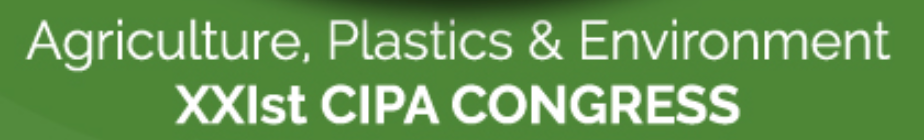 Agriculture, Plastics & Environment
XXIst CIPA CONGRESS